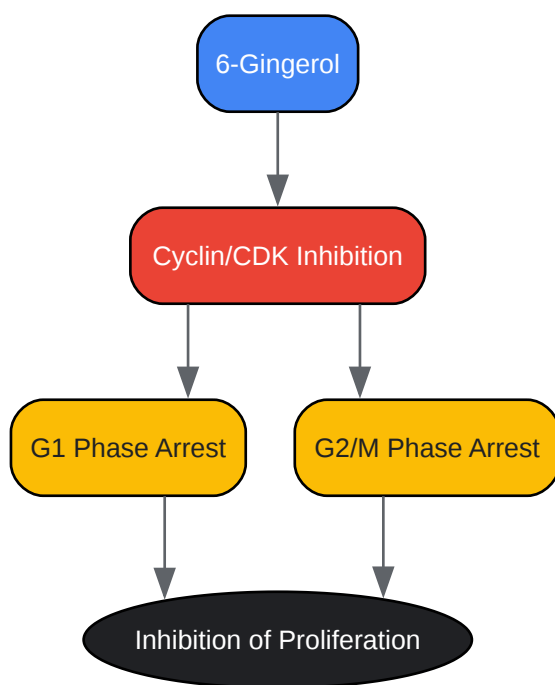 6-Gingerol
Cyclin/CDK Inhibition
G1 Phase Arrest
G2/M Phase Arrest
Inhibition of Proliferation